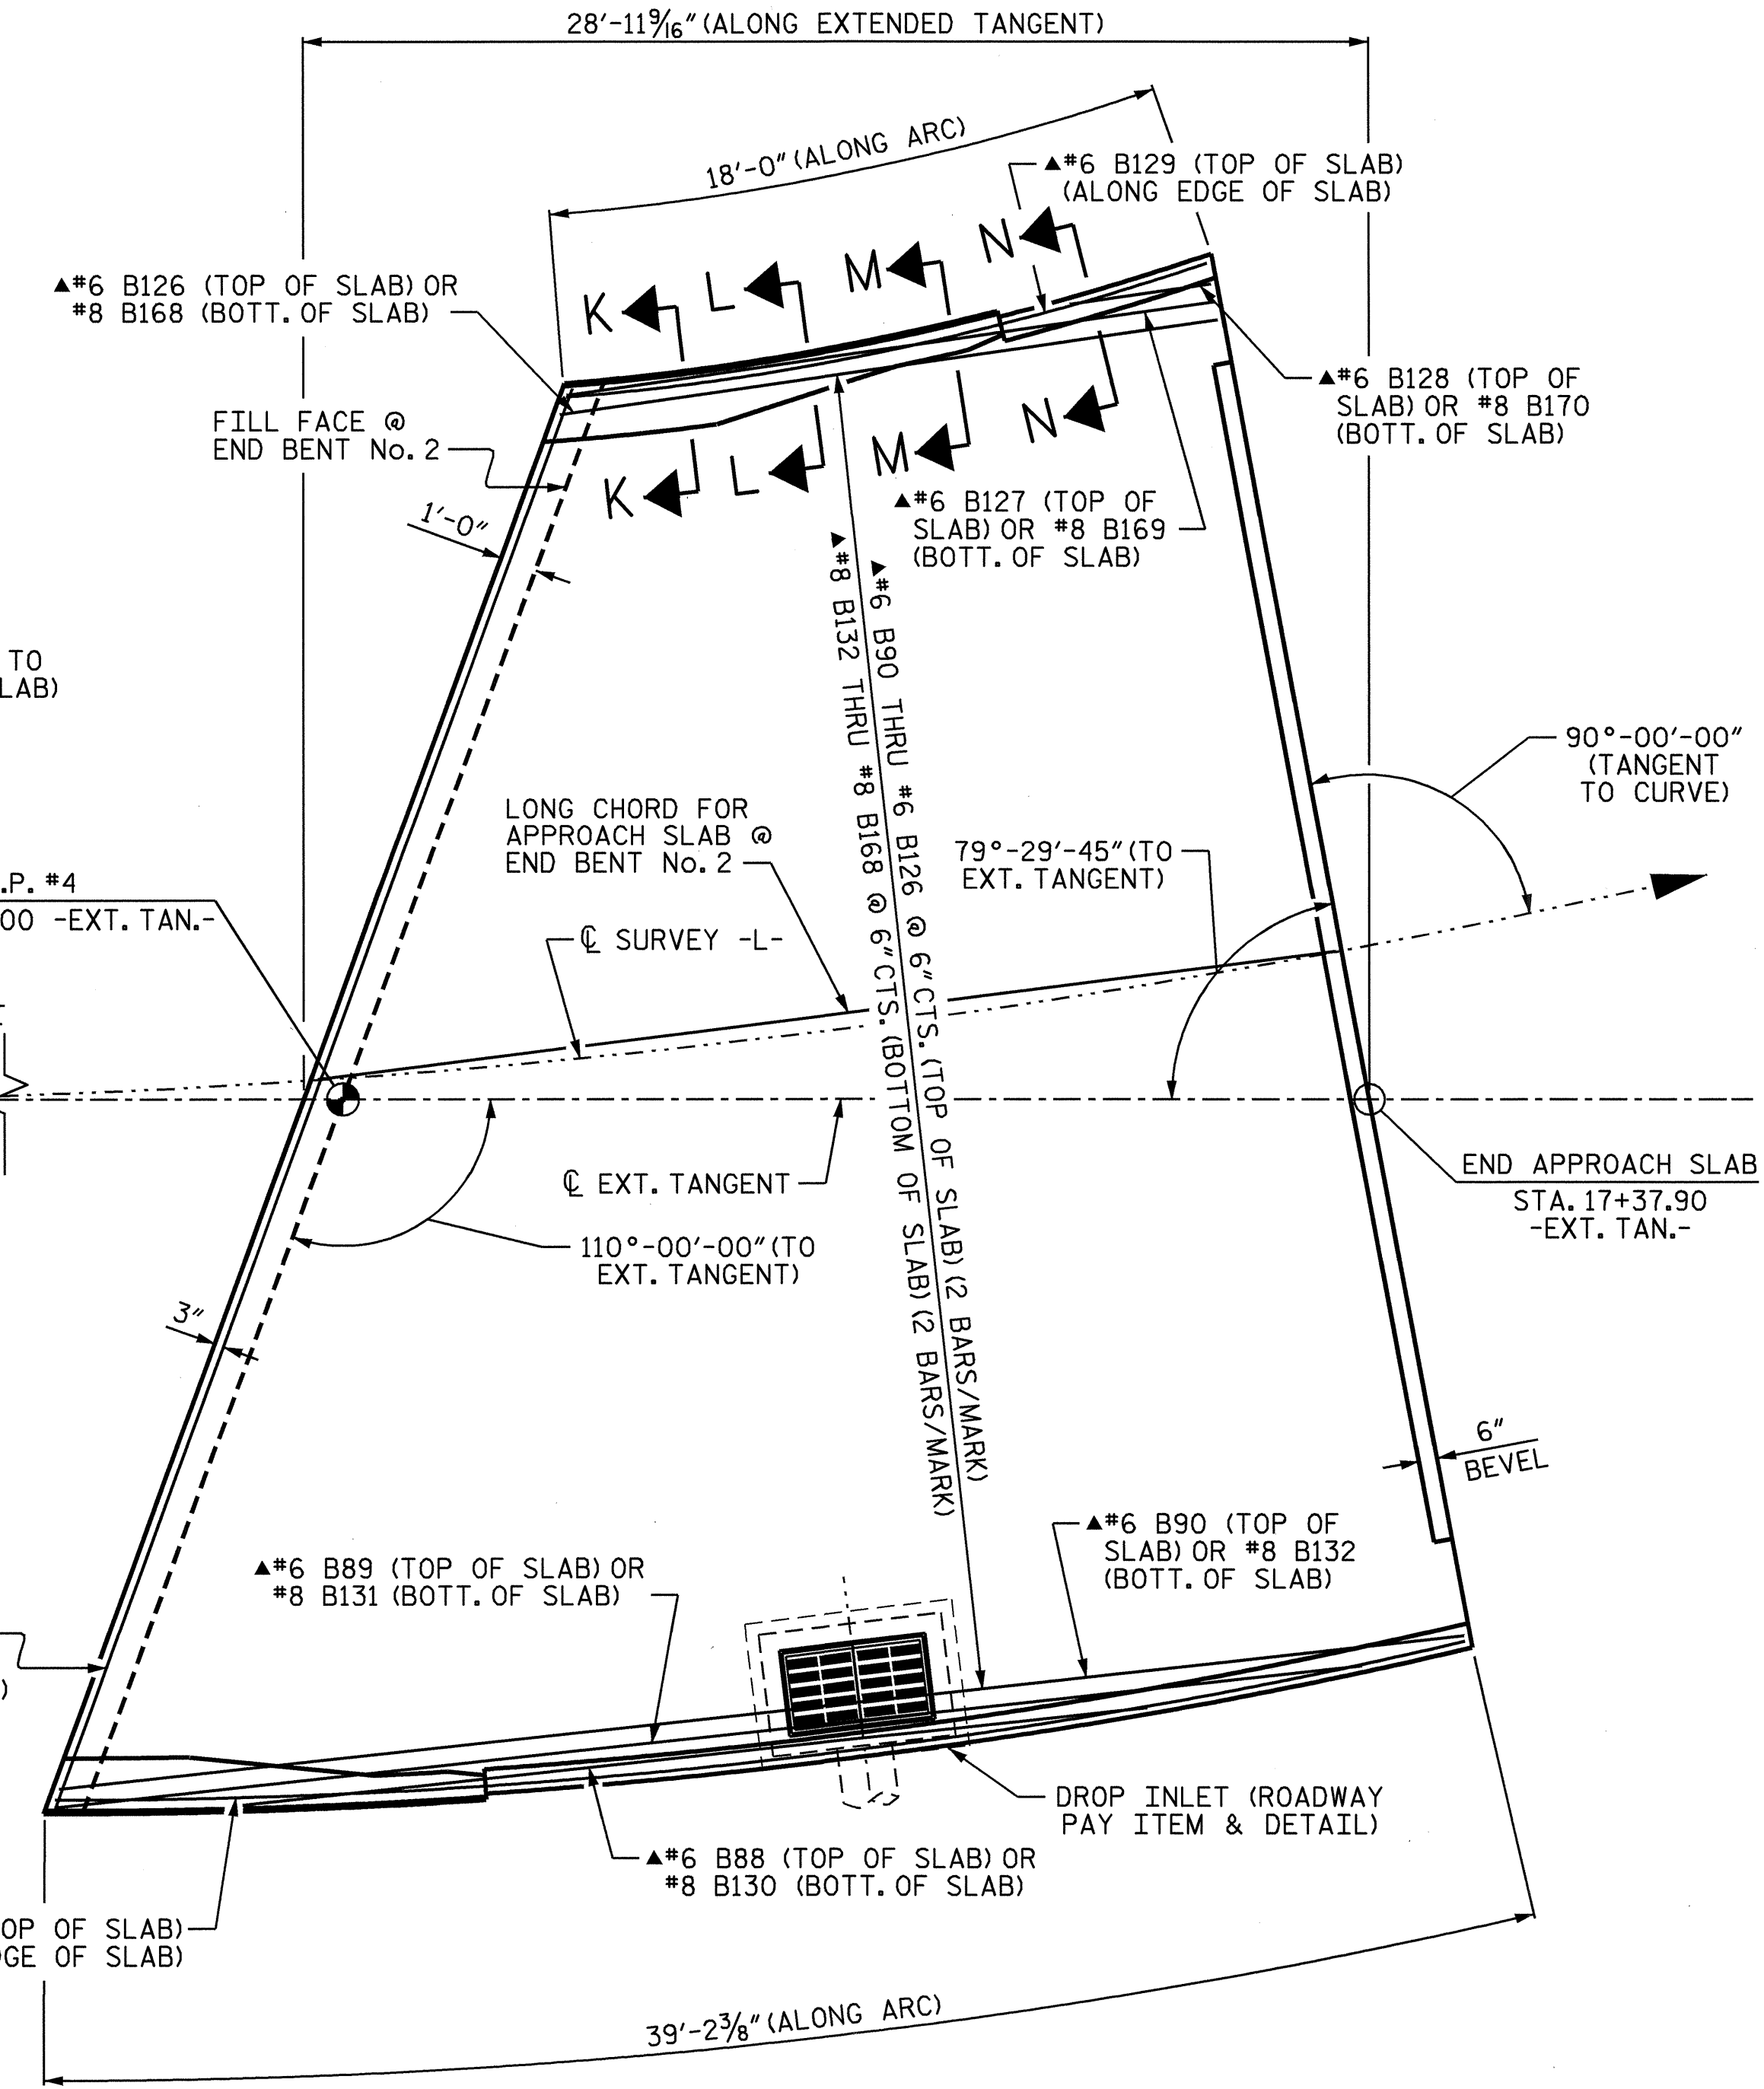 28'-11 9/16" (ALONG EXTENDED TANGENT)
18'-0" (ALONG ARC)
▲#6 B129 (TOP OF SLAB)
(ALONG EDGE OF SLAB)
▲#6 B126 (TOP OF SLAB) OR
#8 B168 (BOTT. OF SLAB)
K
L
M
N
FILL FACE @
END BENT No. 2
▲#6 B128 (TOP OF
SLAB) OR #8 B170
(BOTT. OF SLAB)
K
L
M
N
▲#6 B127 (TOP OF
SLAB) OR #8 B169
(BOTT. OF SLAB)
1'-0"
▲#6 B90 THRU #6 B126 @ 6" CTS. (TOP OF SLAB) (2 BARS/MARK)
▲#8 B132 THRU #8 B168 @ 6" CTS. (BOTTOM OF SLAB) (2 BARS/MARK)
TO
LAB)
90°-00'-00"
(TANGENT
TO CURVE)
LONG CHORD FOR
APPROACH SLAB @
END BENT No. 2
79°-29'-45" (TO
EXT. TANGENT)
.P. #4
00 -EXT. TAN.-
℄ SURVEY -L-
℄ EXT. TANGENT
END APPROACH SLAB
STA. 17+37.90
-EXT. TAN.-
110°-00'-00" (TO
EXT. TANGENT)
3"
6"
BEVEL
▲#6 B89 (TOP OF SLAB) OR
#8 B131 (BOTT. OF SLAB)
▲#6 B90 (TOP OF
SLAB) OR #8 B132
(BOTT. OF SLAB)
)
DROP INLET (ROADWAY
PAY ITEM & DETAIL)
▲#6 B88 (TOP OF SLAB) OR
#8 B130 (BOTT. OF SLAB)
OP OF SLAB)
GE OF SLAB)
39'-2 3/8" (ALONG ARC)